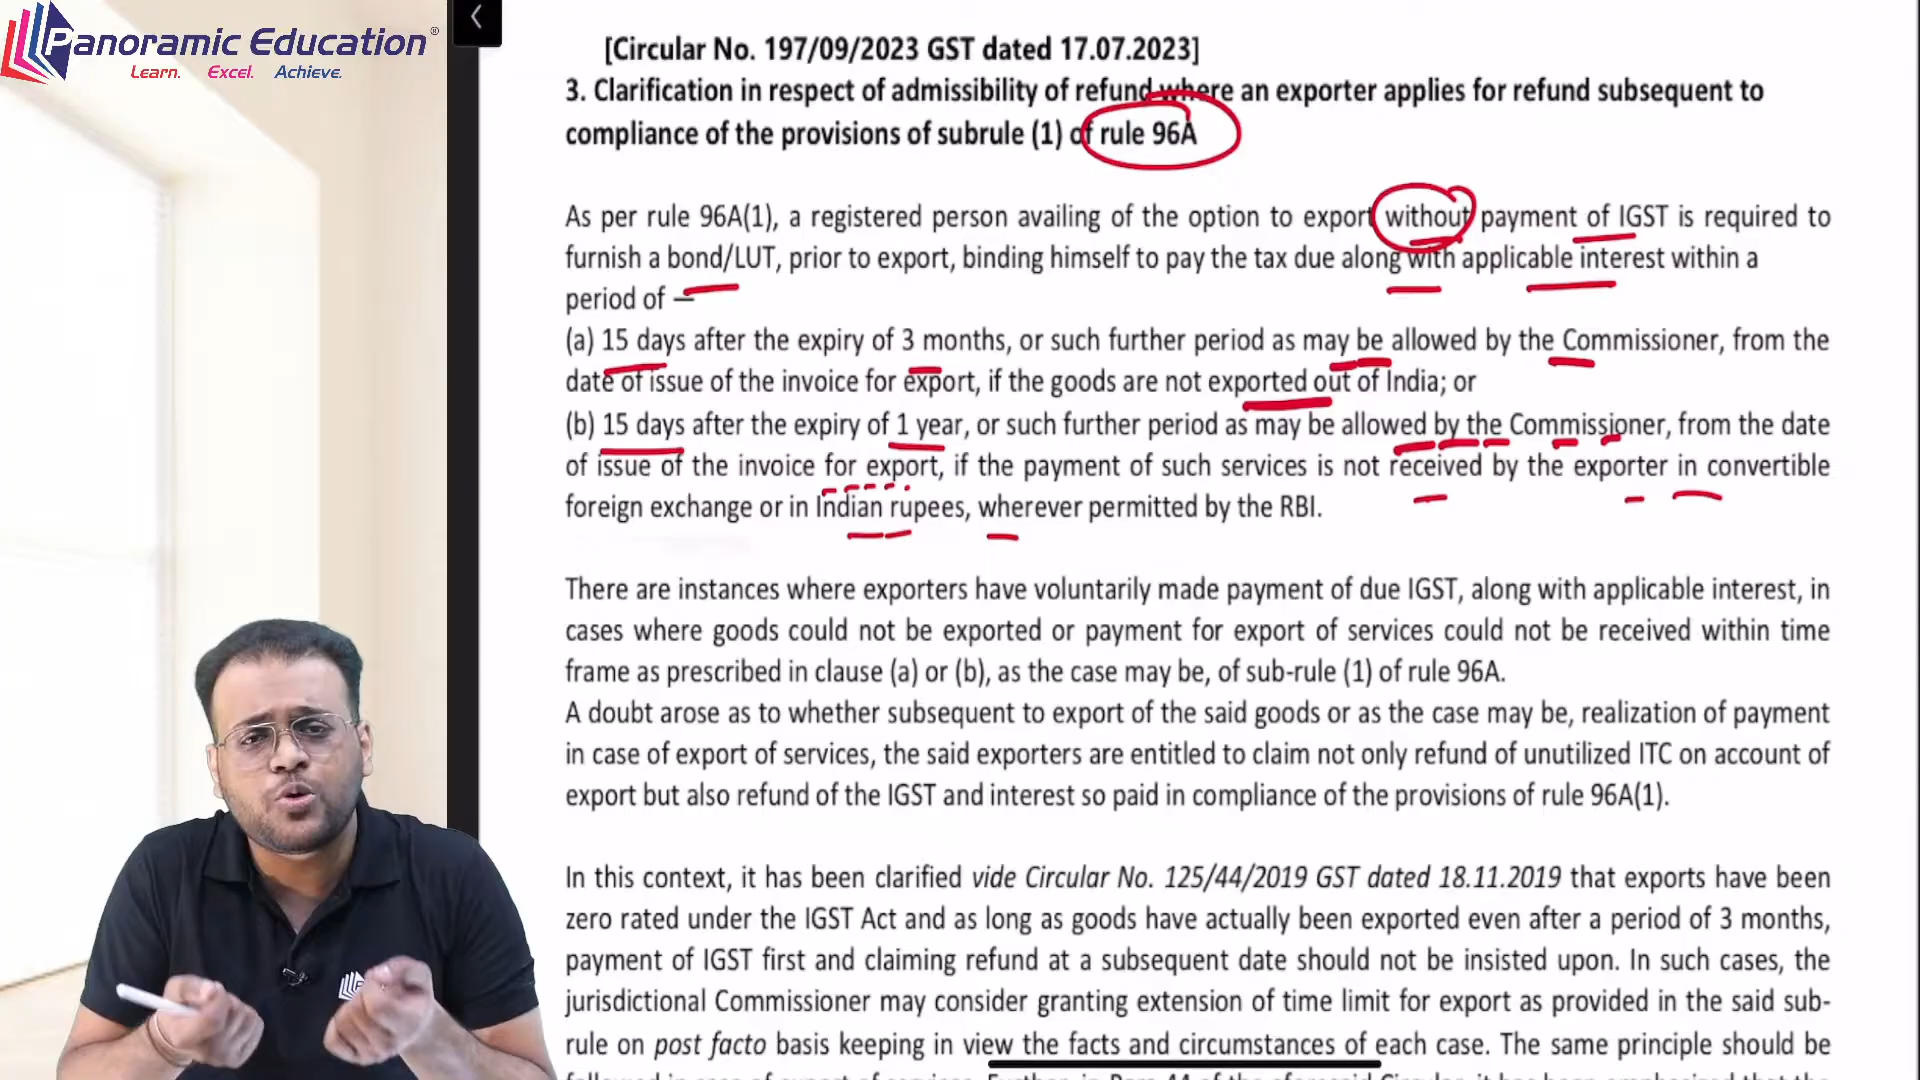 Panoramic Education®
Learn. Excel. Achieve.
[Circular No. 197/09/2023 GST dated 17.07.2023]
3. Clarification in respect of admissibility of refund where an exporter applies for refund subsequent to
compliance of the provisions of subrule (1) of rule 96A
As per rule 96A(1), a registered person availing of the option to export without payment of IGST is required to
furnish a bond/LUT, prior to export, binding himself to pay the tax due along with applicable interest within a
period of —
(a) 15 days after the expiry of 3 months, or such further period as may be allowed by the Commissioner, from the
date of issue of the invoice for export, if the goods are not exported out of India; or
(b) 15 days after the expiry of 1 year, or such further period as may be allowed by the Commissioner, from the date
of issue of the invoice for export, if the payment of such services is not received by the exporter in convertible
foreign exchange or in Indian rupees, wherever permitted by the RBI.
There are instances where exporters have voluntarily made payment of due IGST, along with applicable interest, in
cases where goods could not be exported or payment for export of services could not be received within time
frame as prescribed in clause (a) or (b), as the case may be, of sub-rule (1) of rule 96A.
A doubt arose as to whether subsequent to export of the said goods or as the case may be, realization of payment
in case of export of services, the said exporters are entitled to claim not only refund of unutilized ITC on account of
export but also refund of the IGST and interest so paid in compliance of the provisions of rule 96A(1).
In this context, it has been clarified vide Circular No. 125/44/2019 GST dated 18.11.2019 that exports have been
zero rated under the IGST Act and as long as goods have actually been exported even after a period of 3 months,
payment of IGST first and claiming refund at a subsequent date should not be insisted upon. In such cases, the
jurisdictional Commissioner may consider granting extension of time limit for export as provided in the said sub-
rule on post facto basis keeping in view the facts and circumstances of each case. The same principle should be